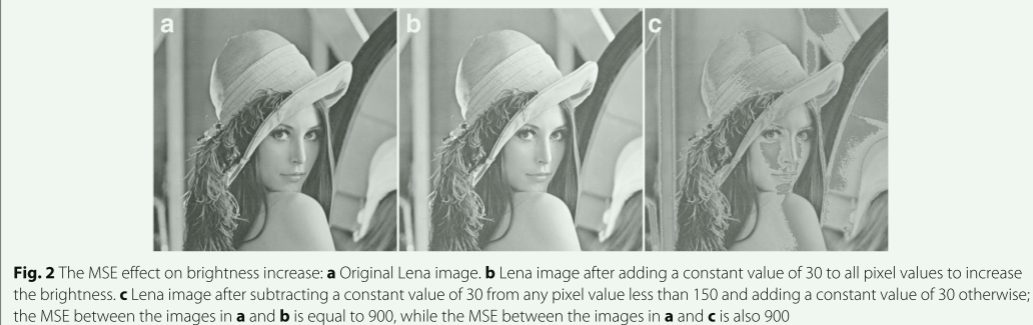 a b c
Fig. 2 The MSE effect on brightness increase: a Original Lena image. b Lena image after adding a constant value of 30 to all pixel values to increase
the brightness. c Lena image after subtracting a constant value of 30 from any pixel value less than 150 and adding a constant value of 30 otherwise;
the MSE between the images in a and b is equal to 900, while the MSE between the images in a and c is also 900